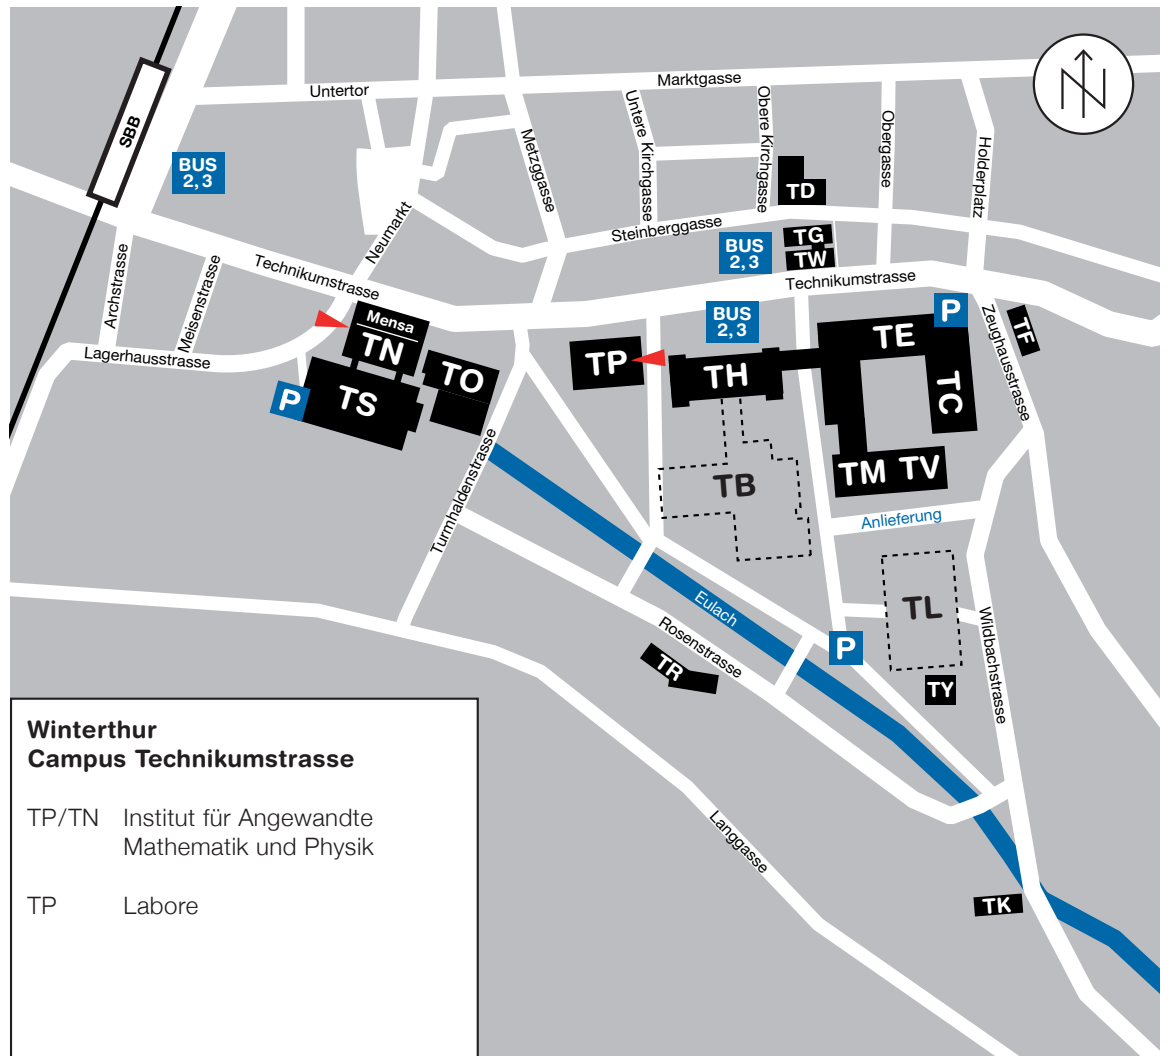 Marktgasse
Untertor
SBB
BUS
2, 3
Metzggasse
Untere Kirchgasse
Obere Kirchgasse
Obergasse
Holderplatz
TD
Neumarkt
Steinberggasse
BUS
2, 3
TG
TW
Archstrasse
Meisenstrasse
Technikumstrasse
Technikumstrasse
Lagerhausstrasse
Mensa
TN
TO
TS
P
BUS
2, 3
TP
TH
TE
P
TC
TF
Zeughausstrasse
TM
TV
TB
Turmhaldenstrasse
Anlieferung
Eulach
TL
Rosenstrasse
TR
P
TY
Wildbachstrasse
Langgasse
TK
N
Winterthur
Campus Technikumstrasse
TP/TN Institut für Angewandte
Mathematik und Physik
TP Labore